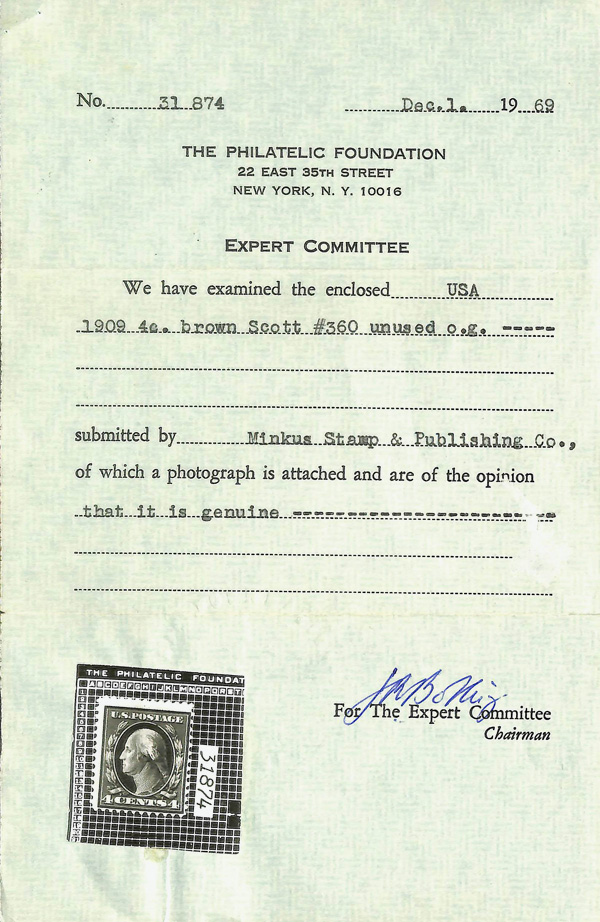 No. 31 874 Dec.1. 19 69
THE PHILATELIC FOUNDATION
22 EAST 35TH STREET
NEW YORK, N. Y. 10016
EXPERT COMMITTEE
We have examined the enclosed USA
1909 4c. brown Scott #360 unused o.g. -----
submitted by Minkus Stamp & Publishing Co.,
of which a photograph is attached and are of the opinion
that it is genuine ----------------------
For The Expert Committee
Chairman
THE PHILATELIC FOUNDAT
ABCDEFGHIJKLMNOPQRST
U.S. POSTAGE
31874
4 CENTS 4